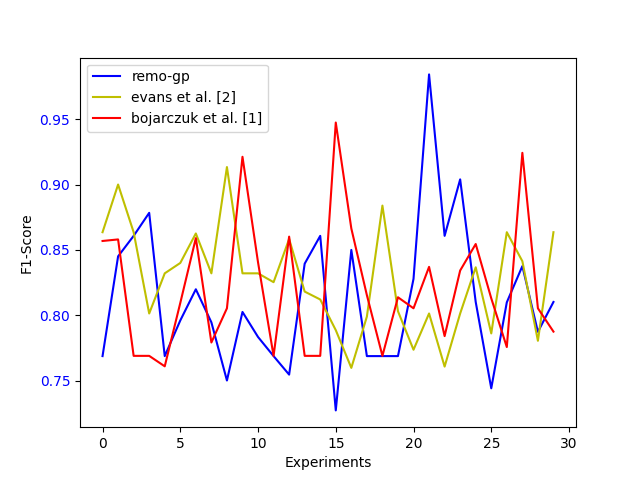 remo-gp
evans et al. [2]
bojarczuk et al. [1]
0.95
0.90
0.85
0.80
0.75
F1-Score
0 5 10 15 20 25 30
Experiments